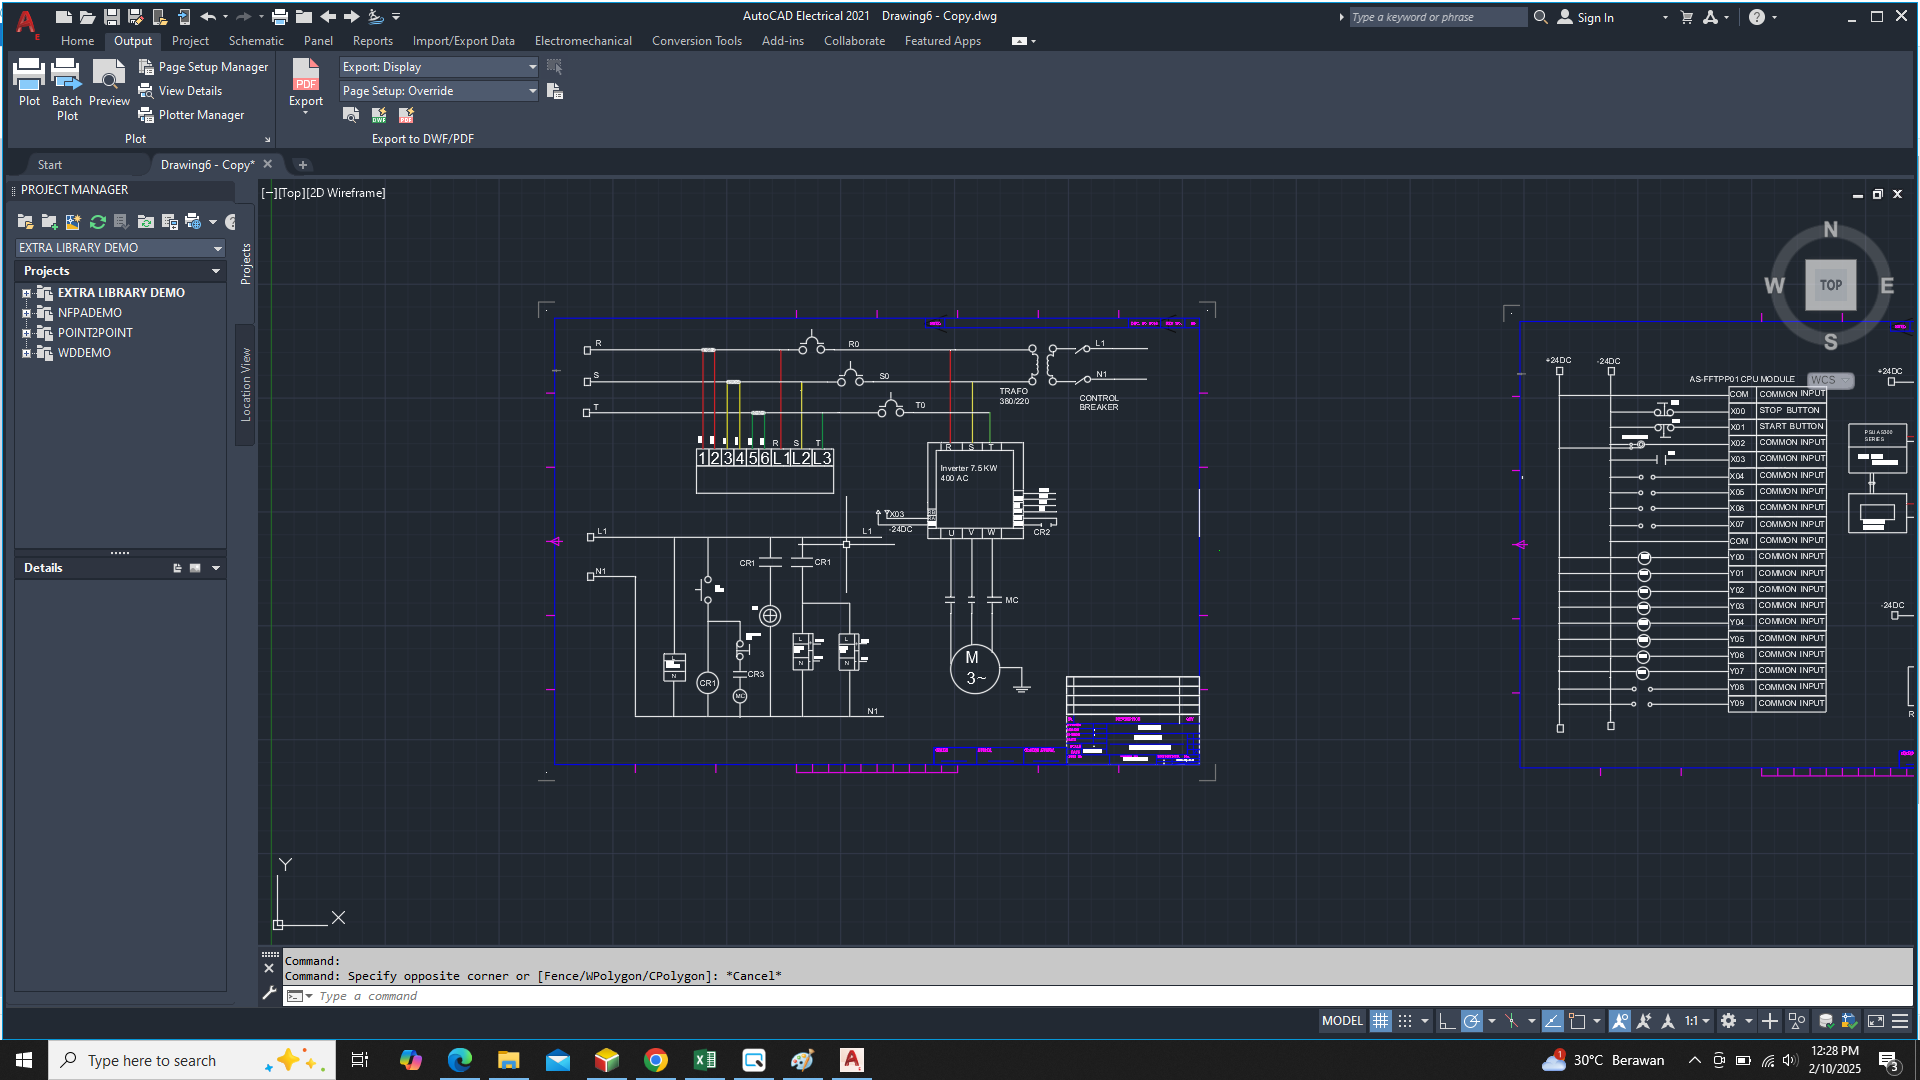 AutoCAD Electrical 2021 Drawing6 - Copy.dwg
Type a keyword or phrase
Sign In
Home Output Project Schematic Panel Reports Import/Export Data Electromechanical Conversion Tools Add-ins Collaborate Featured Apps
Plot
Batch Plot
Preview
Page Setup Manager
View Details
Plotter Manager
Plot
PDF
Export
Export: Display
Page Setup: Override
DWF
PDF
Export to DWF/PDF
Start
Drawing6 - Copy*
PROJECT MANAGER
EXTRA LIBRARY DEMO
Projects
EXTRA LIBRARY DEMO
NFPADEMO
POINT2POINT
WDDEMO
Details
Projects
Location View
[−][Top][2D Wireframe]
N
W TOP E
S
WCS
R R0 L1
S S0 N1
T T0
TRAFO
380/220
CONTROL
BREAKER
R S T
1 2 3 4 5 6 L1 L2 L3
R S T
Inverter 7.5 KW
400 AC
X03
-24DC
CR2
U V W
L1 L1
N1
CR1 CR1
MC
L
N
CR1
CR3
MC
L
N
L
N
M
3~
N1
+24DC -24DC
AS-FFTPP01 CPU MODULE
COM COMMON INPUT
X00 STOP BUTTON
X01 START BUTTON
X02 COMMON INPUT
X03 COMMON INPUT
X04 COMMON INPUT
X05 COMMON INPUT
X06 COMMON INPUT
X07 COMMON INPUT
COM COMMON INPUT
Y00 COMMON INPUT
Y01 COMMON INPUT
Y02 COMMON INPUT
Y03 COMMON INPUT
Y04 COMMON INPUT
Y05 COMMON INPUT
Y06 COMMON INPUT
Y07 COMMON INPUT
Y08 COMMON INPUT
Y09 COMMON INPUT
+24DC
SERIES
-24DC
R
Y
X
Command:
Command: Specify opposite corner or [Fence/WPolygon/CPolygon]: *Cancel*
Type a command
MODEL
1:1
Type here to search
30°C Berawan
12:28 PM
2/10/2025
3